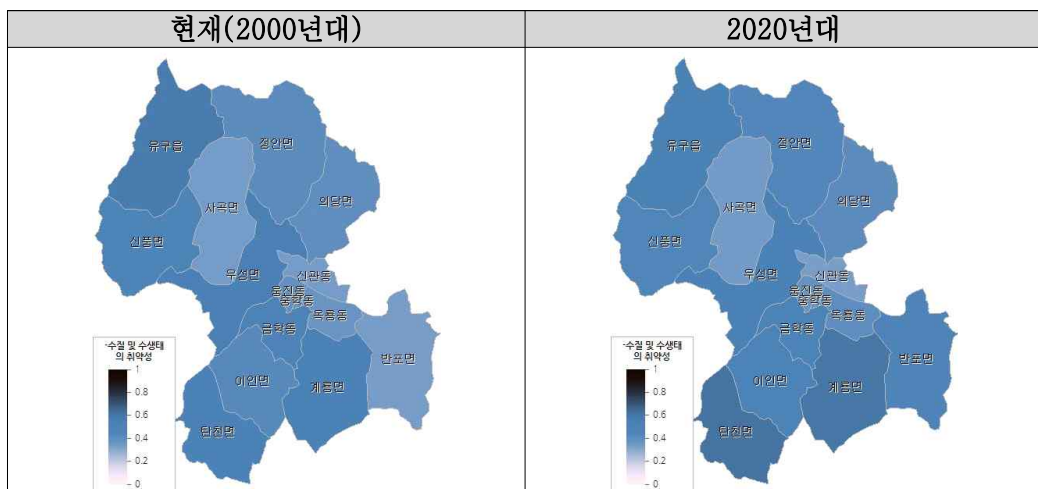 현재(2000년대)
2020년대
유구읍
정안면
의당면
사곡면
신풍면
우성면
신관동
웅진동
중학동
옥룡동
금학동
반포면
이인면
계룡면
탄천면
-수질 및 수생태
의 취약성
1
0.8
0.6
0.4
0.2
0
유구읍
정안면
의당면
사곡면
신풍면
우성면
신관동
웅진동
중학동
옥룡동
금학동
반포면
이인면
계룡면
탄천면
-수질 및 수생태
의 취약성
1
0.8
0.6
0.4
0.2
0